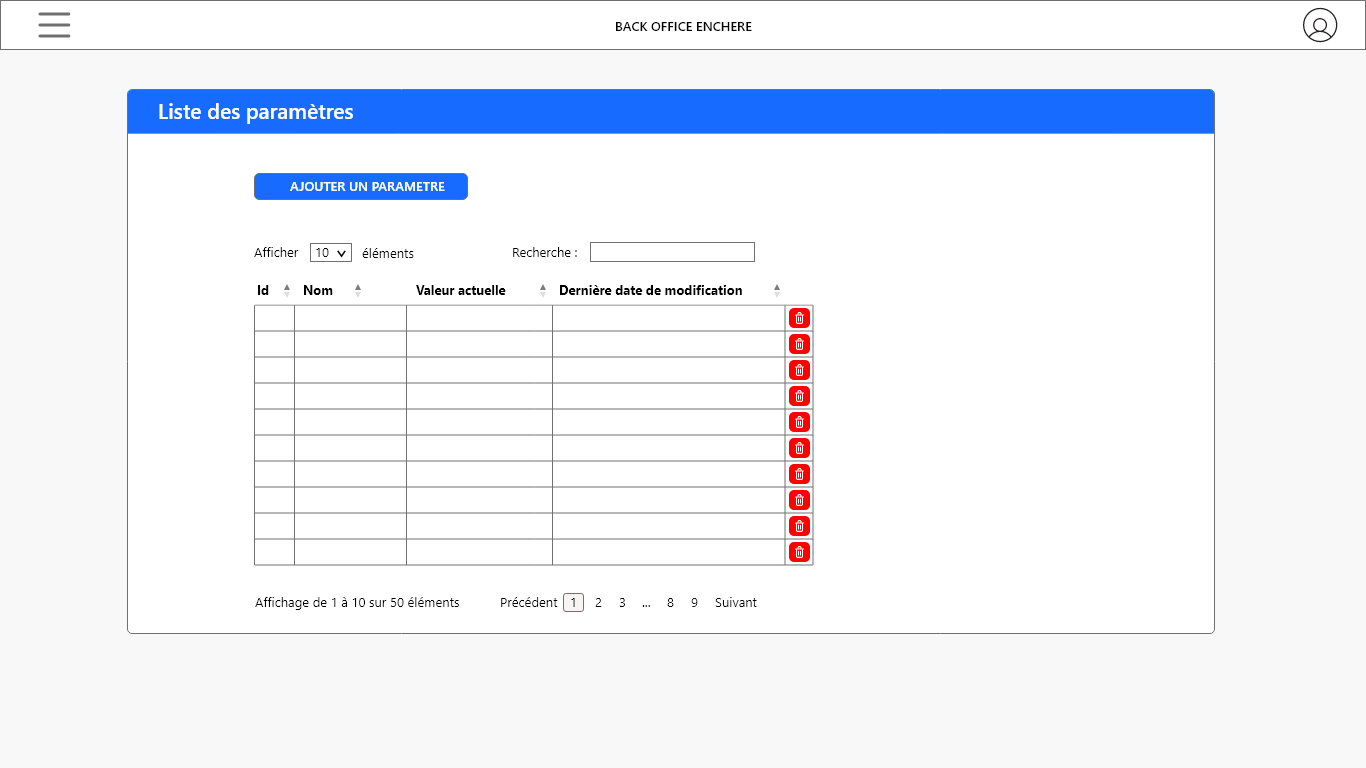 BACK OFFICE ENCHERE
Liste des paramètres
AJOUTER UN PARAMETRE
Afficher 10 éléments Recherche :
Id Nom Valeur actuelle Dernière date de modification
Affichage de 1 à 10 sur 50 éléments Précédent 1 2 3 ... 8 9 Suivant